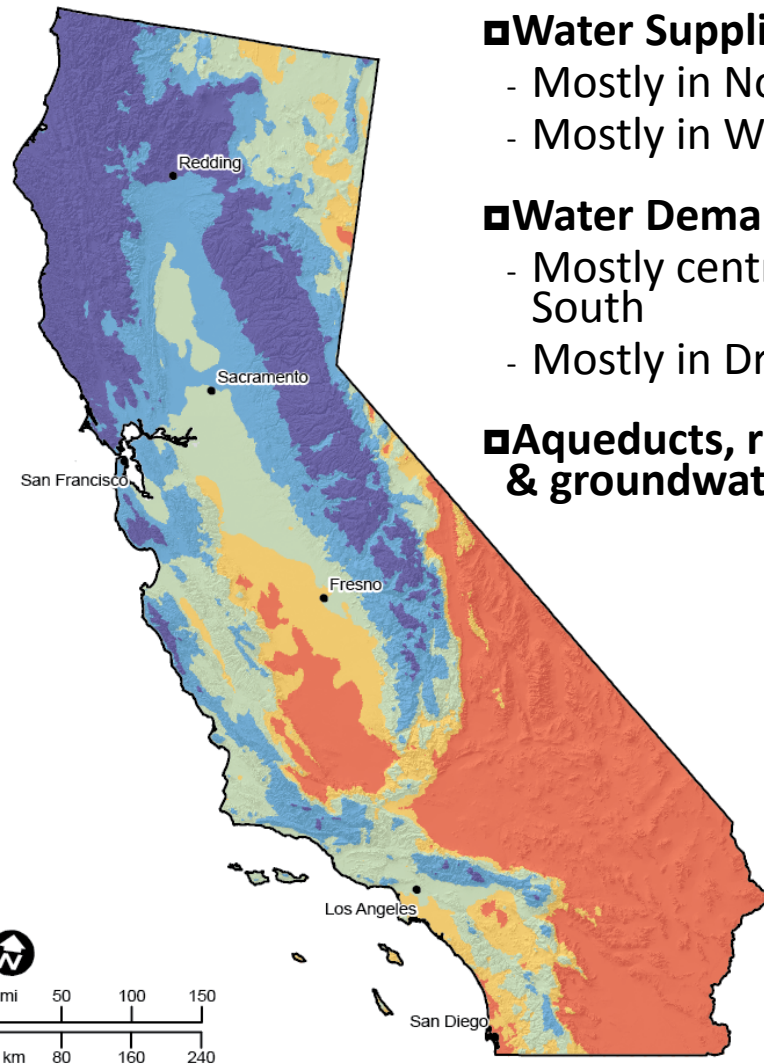 Water Suppli
- Mostly in No
- Mostly in W
Water Dema
- Mostly centr
South
- Mostly in Dr
Aqueducts, r
& groundwat
Redding
Sacramento
San Francisco
Fresno
Los Angeles
San Diego
N
mi 50 100 150
km 80 160 240